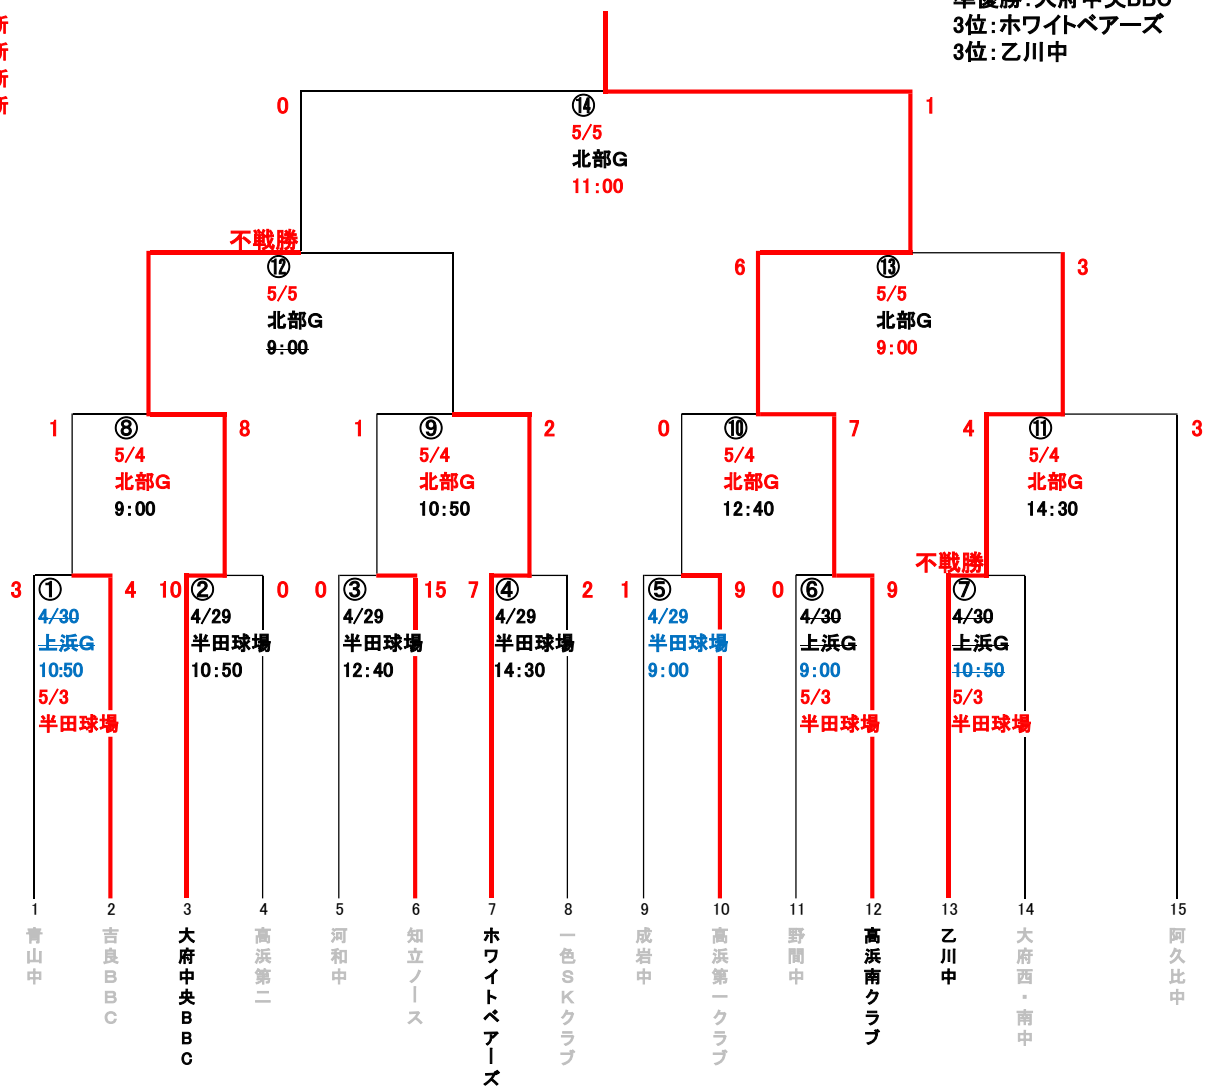 新
新
新
新
準優勝：大府中央BBC
3位：ホワイトベアーズ
3位：乙川中
0
⑭
1
5/5
北部G
11:00
不戦勝
⑫
5/5
北部G
9:00
6
⑬
3
5/5
北部G
9:00
1
⑧
8
5/4
北部G
9:00
1
⑨
2
5/4
北部G
10:50
0
⑩
7
5/4
北部G
12:40
4
⑪
3
5/4
北部G
14:30
3
①
4
4/30
上浜G
10:50
5/3
半田球場
10
②
0
4/29
半田球場
10:50
0
③
15
4/29
半田球場
12:40
7
④
2
4/29
半田球場
14:30
1
⑤
9
4/29
半田球場
9:00
0
⑥
9
4/30
上浜G
9:00
5/3
半田球場
不戦勝
⑦
4/30
上浜G
10:50
5/3
半田球場
1
青山中
2
吉良BBC
3
大府中央BBC
4
高浜第二
5
河和中
6
知立ノース
7
ホワイトベアーズ
8
一色SKクラブ
9
成岩中
10
高浜第一クラブ
11
野間中
12
高浜南クラブ
13
乙川中
14
大府西・南中
15
阿久比中